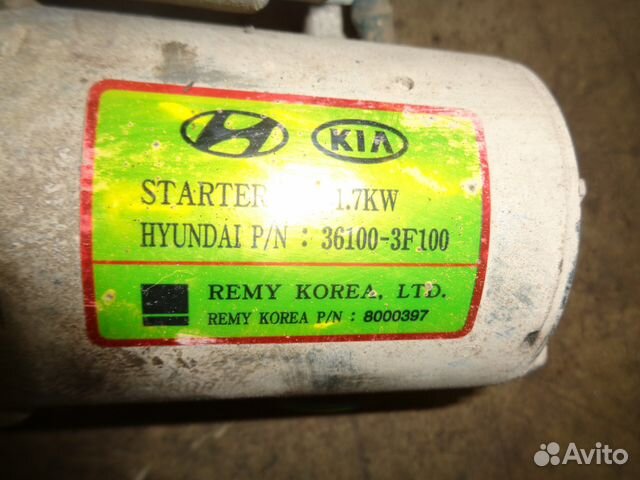 KIA
STARTER 1.7KW
HYUNDAI P/N : 36100-3F100
REMY KOREA, LTD.
REMY KOREA P/N : 8000397
Avito